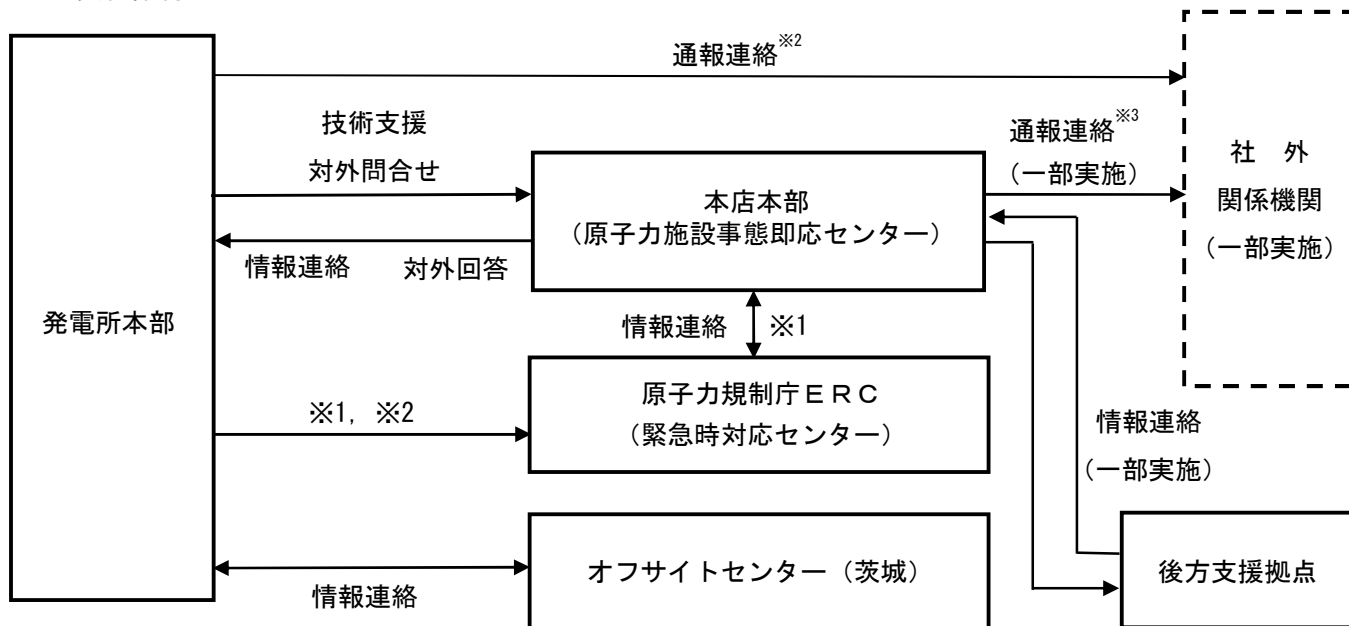 通報連絡※2
技術支援
対外問合せ
通報連絡※3
(一部実施)
社 外
関係機関
(一部実施)
本店本部
(原子力施設事態即応センター)
情報連絡 対外回答
発電所本部
情報連絡 ※1
原子力規制庁ERC
(緊急時対応センター)
※1, ※2
情報連絡
(一部実施)
オフサイトセンター(茨城)
後方支援拠点
情報連絡